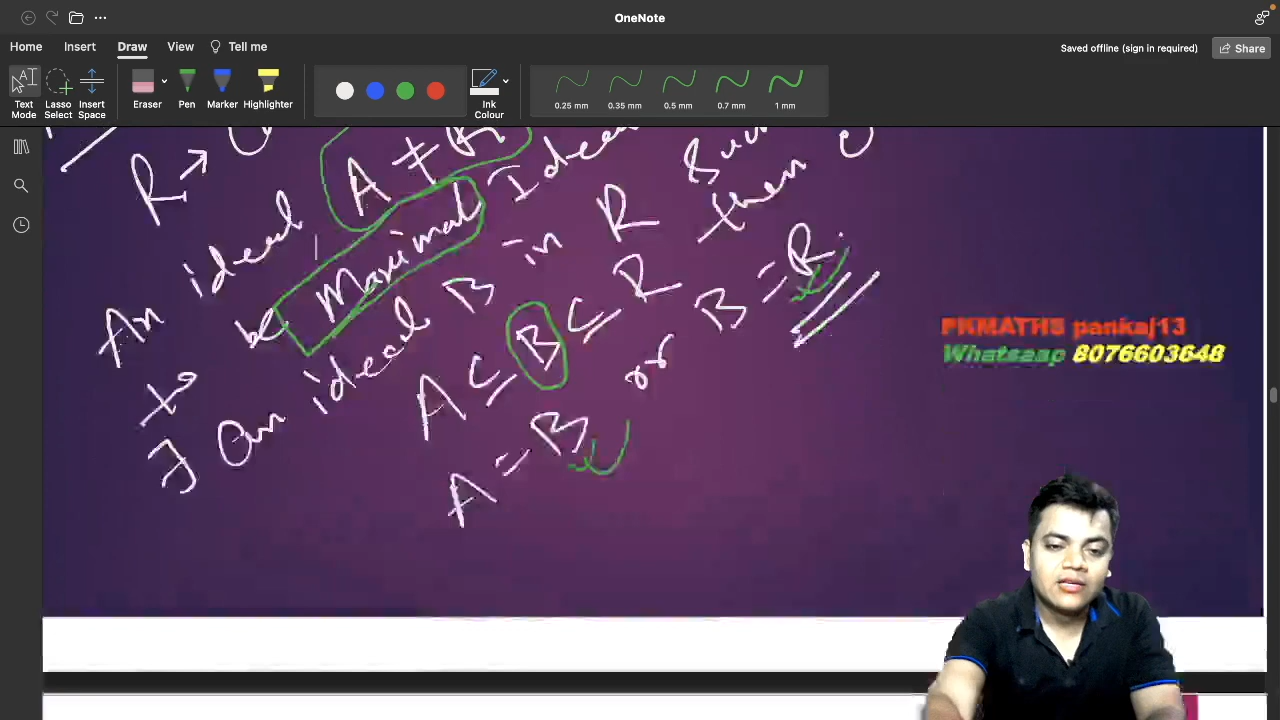 OneNote
Home Insert Draw View Tell me
Saved offline (sign in required) Share
Text Mode
Lasso Select
Insert Space
Eraser
Pen
Marker
Highlighter
Ink Colour
0.25 mm 0.35 mm 0.5 mm 0.7 mm 1 mm
R →
An ideal, A ≠ R
to be Maximal Ideal
∃ An ideal B in R such
A ⊆ B ⊆ R then
A = B or B = R.
PKMATHS pankaj13
Whatsaap 8076603648